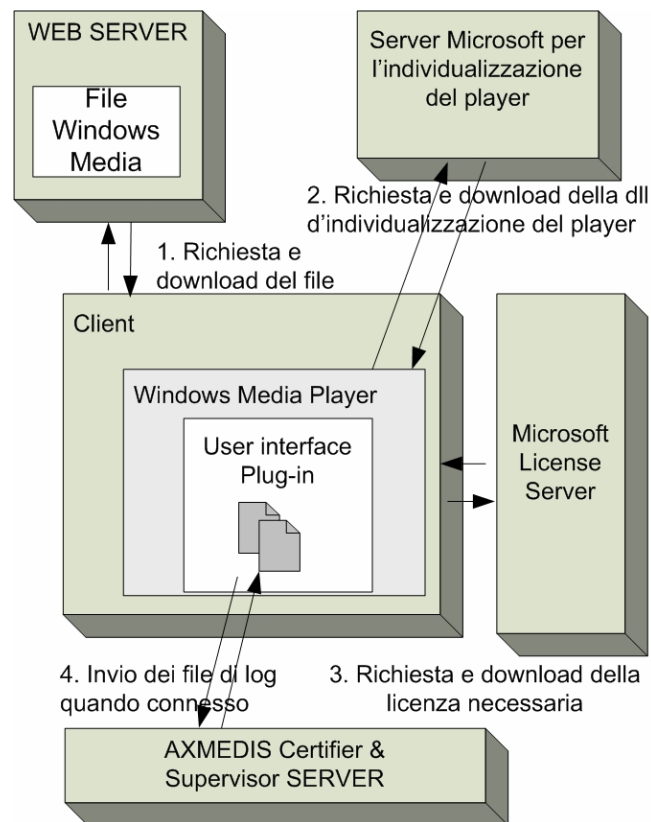 WEB SERVER
File
Windows
Media
Server Microsoft per
l'individualizzazione
del player
2. Richiesta e download della dll
d'individualizzazione del player
1. Richiesta e
download del file
Client
Windows Media Player
User interface
Plug-in
Microsoft
License
Server
4. Invio dei file di log
quando connesso
3. Richiesta e download della
licenza necessaria
AXMEDIS Certifier &
Supervisor SERVER